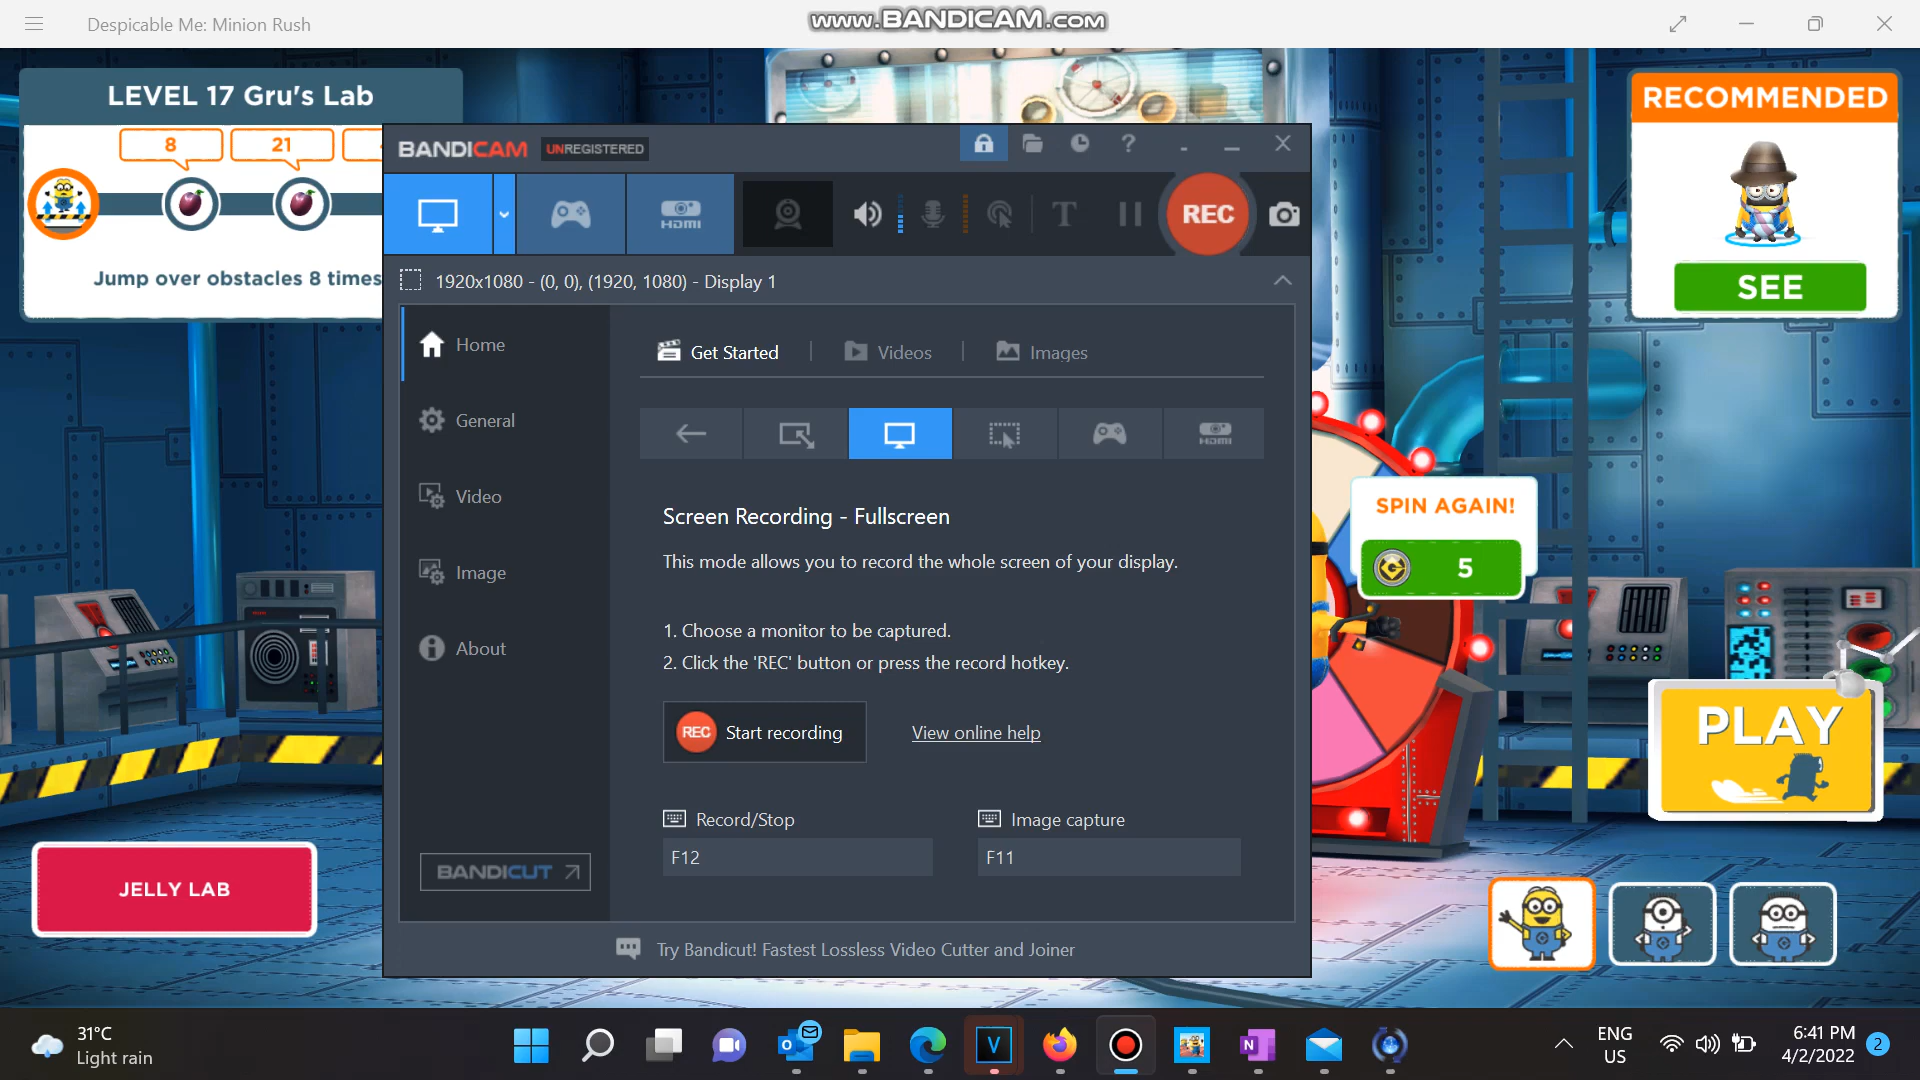 Despicable Me: Minion Rush
www.BANDICAM.com
LEVEL 17 Gru's Lab
8
21
Jump over obstacles 8 times
RECOMMENDED
SEE
BANDICAM UNREGISTERED
HDMI
T
REC
1920x1080 - (0, 0), (1920, 1080) - Display 1
Home
General
Video
Image
About
BANDICUT
Get Started
Videos
Images
HDMI
Screen Recording - Fullscreen
This mode allows you to record the whole screen of your display.
1. Choose a monitor to be captured.
2. Click the 'REC' button or press the record hotkey.
REC Start recording
View online help
Record/Stop
F12
Image capture
F11
Try Bandicut! Fastest Lossless Video Cutter and Joiner
SPIN AGAIN!
5
PLAY
JELLY LAB
31°C
Light rain
ENG
US
6:41 PM
4/2/2022
2